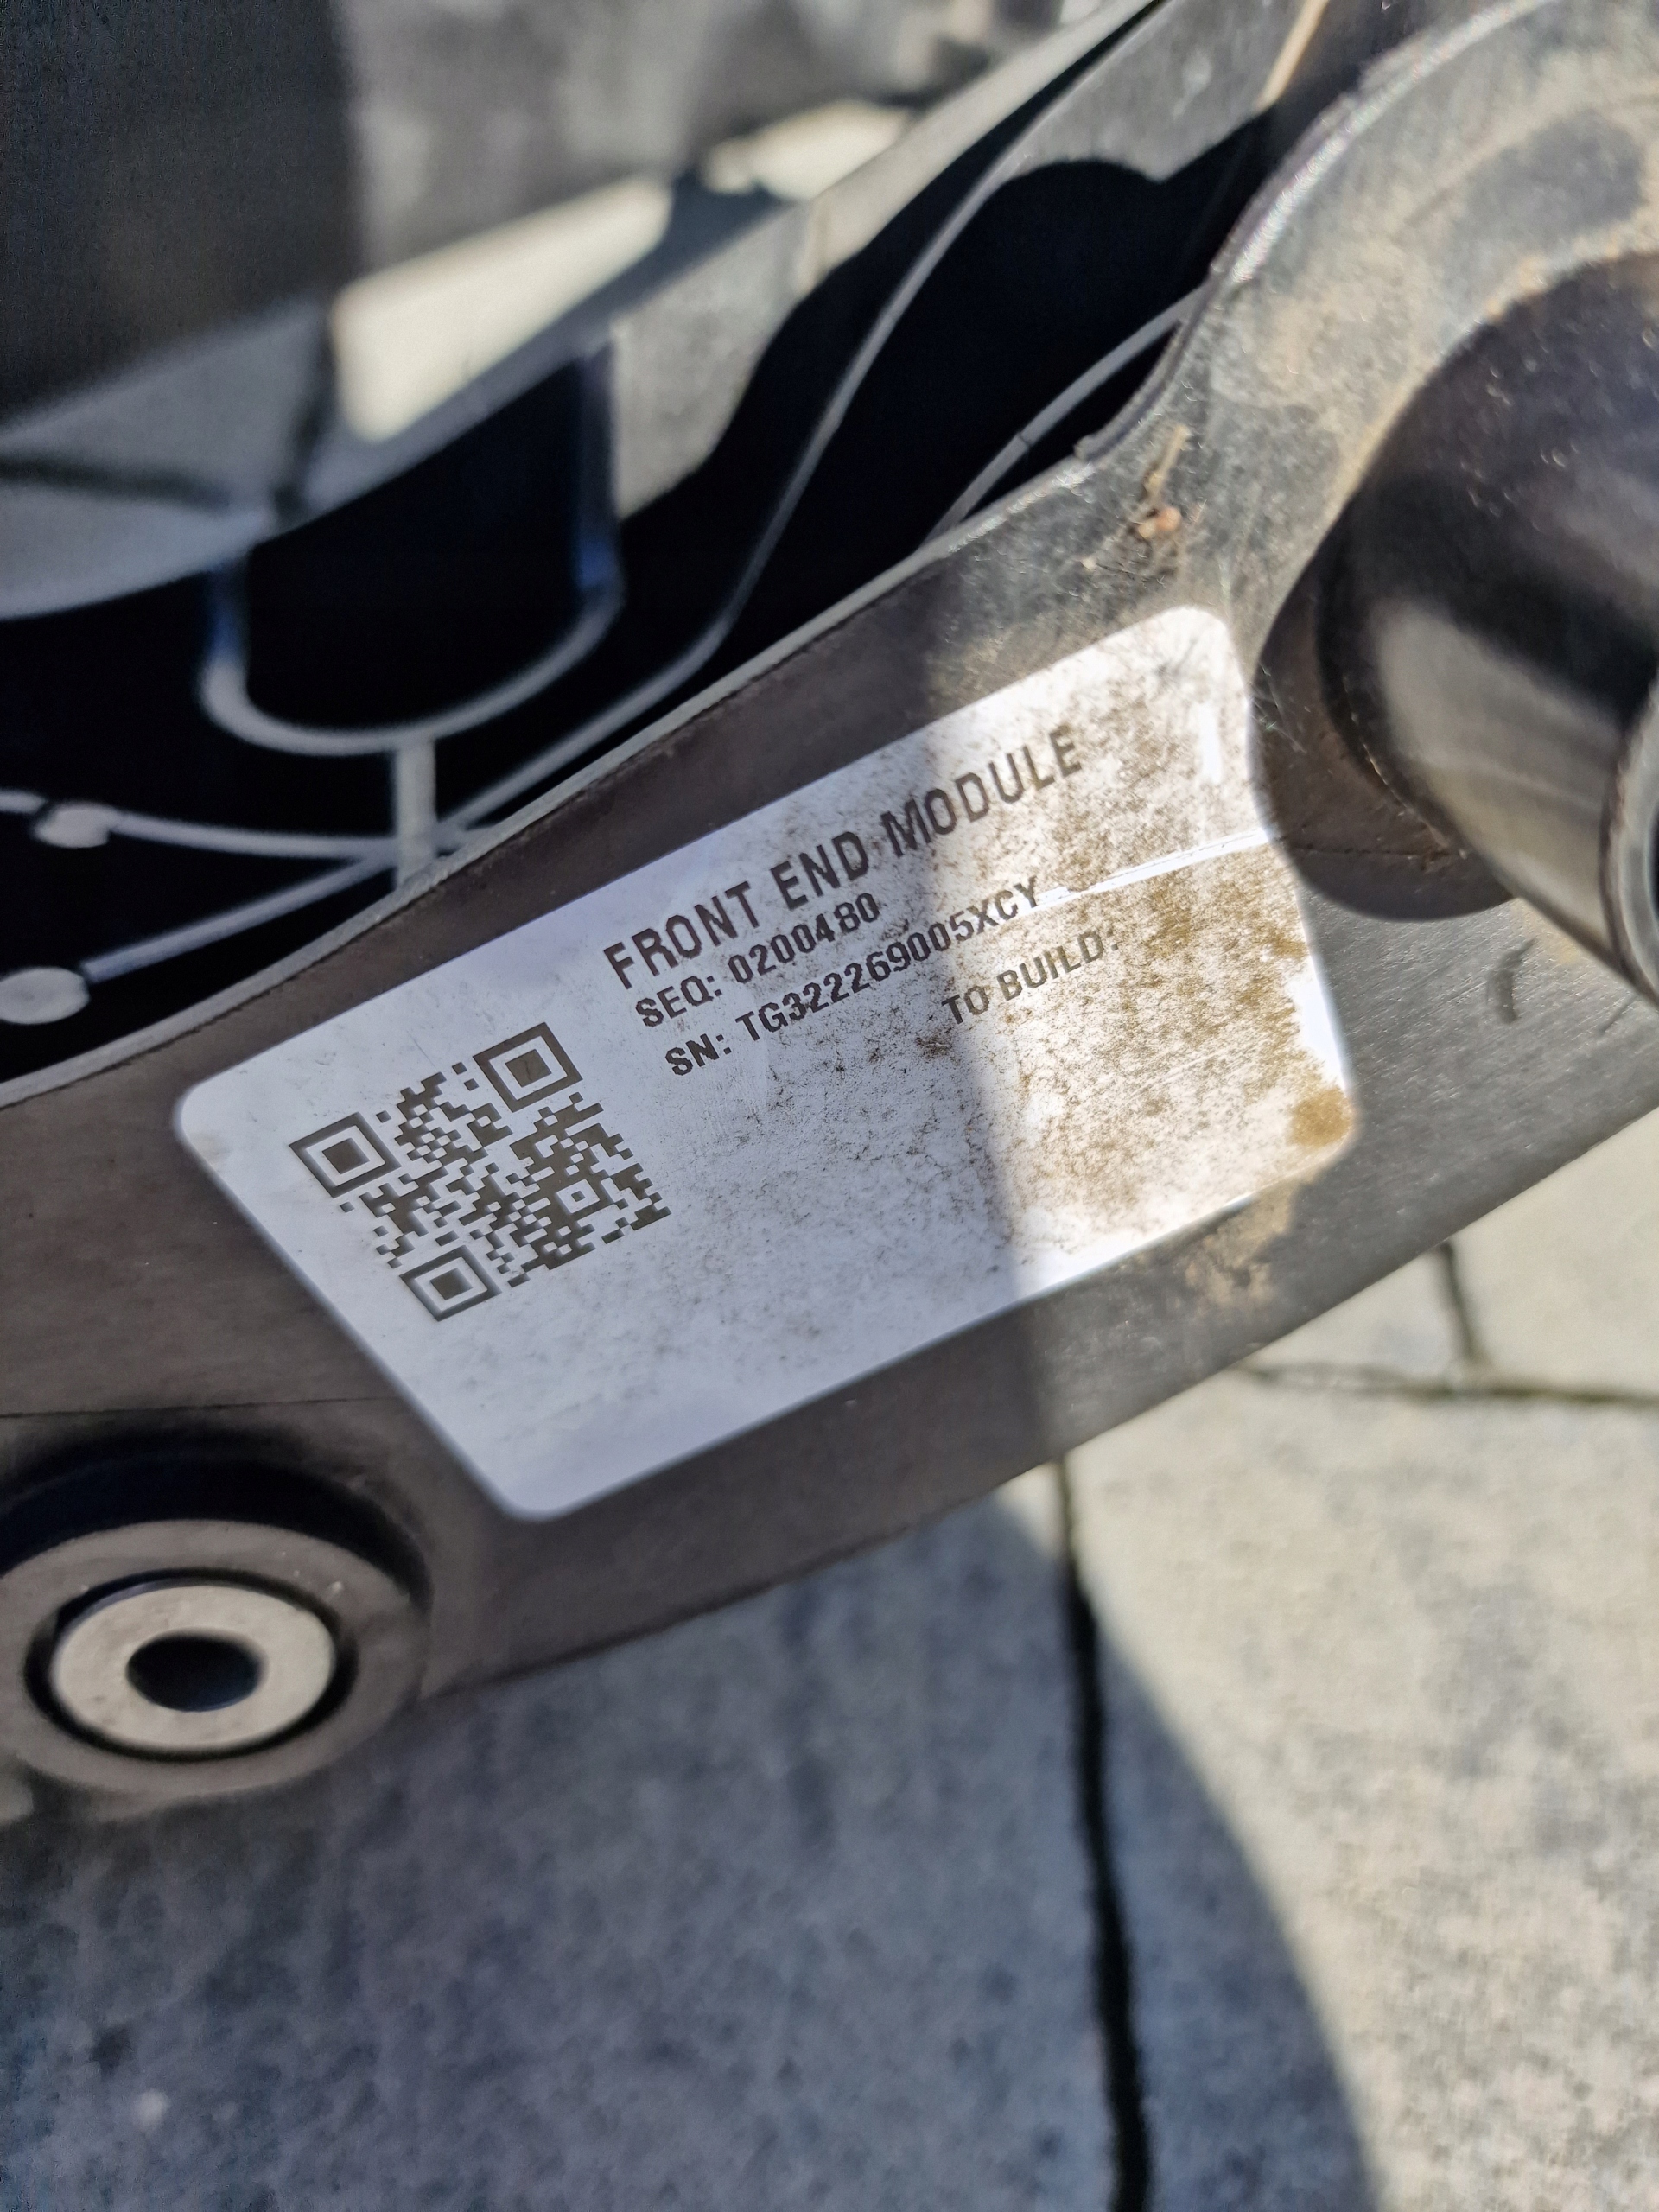 FRONT END MODULE
SEQ: 0200480
SN: TG322269005XCY
TO BUILD: